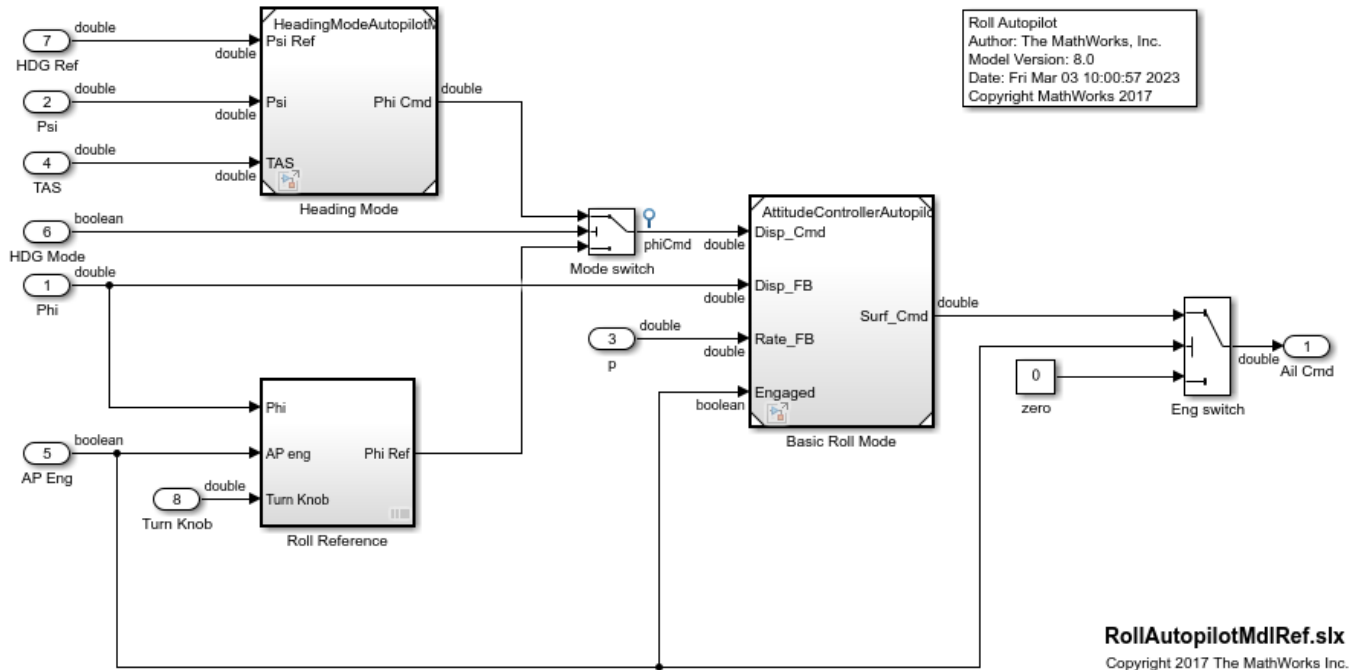 HeadingModeAutopilotM
double
7
HDG Ref
double
Psi Ref
double
2
Psi
double
Psi
Phi Cmd
double
double
4
TAS
double
TAS
Heading Mode
boolean
6
HDG Mode
Mode switch
phiCmd
double
double
1
Phi
Phi
boolean
5
AP Eng
AP eng
Phi Ref
double
8
Turn Knob
Turn Knob
Roll Reference
AttitudeControllerAutopilo
Disp_Cmd
double
Disp_FB
double
3
p
double
Rate_FB
boolean
Engaged
Surf_Cmd
double
Basic Roll Mode
0
zero
Eng switch
double
1
Ail Cmd
Roll Autopilot
Author: The MathWorks, Inc.
Model Version: 8.0
Date: Fri Mar 03 10:00:57 2023
Copyright MathWorks 2017
RollAutopilotMdlRef.slx
Copyright 2017 The MathWorks Inc.